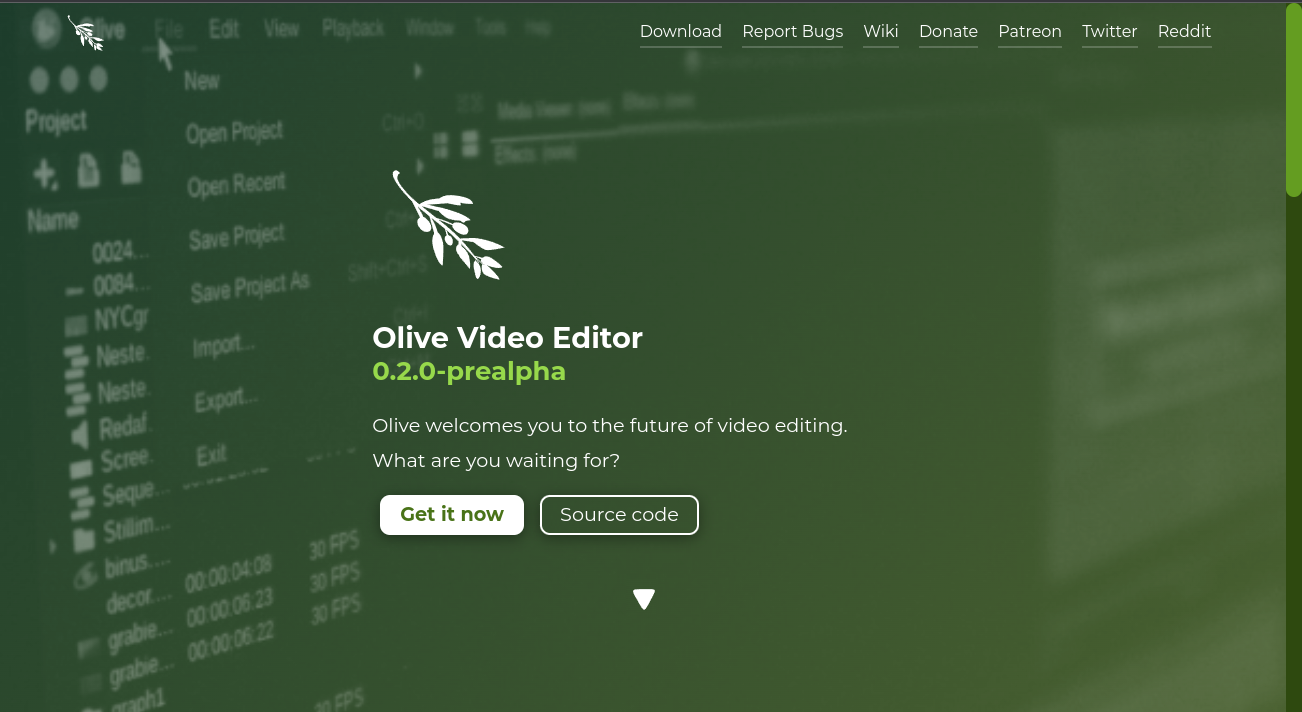 Olive File Edit View Playback Window Tools Help
Download Report Bugs Wiki Donate Patreon Twitter Reddit
New
Project
Open Project
Ctrl+O
Media Viewer (none)
Effects (none)
Open Recent
Name
Save Project
0024...
0084...
Save Project As
Shift+Ctrl+S
NYCgr
Neste.
Import...
Neste.
Export...
Redaf.
Exit
Scree.
Seque...
Stillim...
binus....
decor....
00:00:04:08 30 FPS
grabie...
00:00:06:23 30 FPS
grabie...
00:00:06:22 30 FPS
graph1
30 FPS
Olive Video Editor
0.2.0-prealpha
Olive welcomes you to the future of video editing.
What are you waiting for?
Get it now Source code